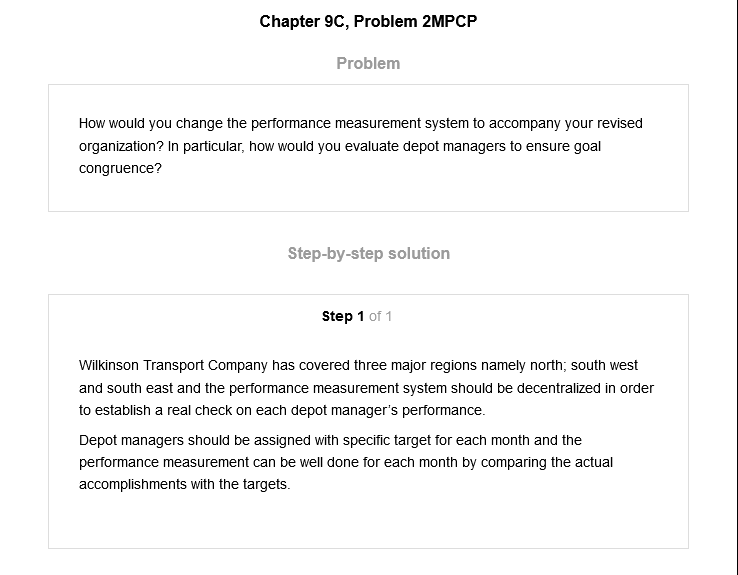 Chapter 9C, Problem 2MPCP
Problem
How would you change the performance measurement system to accompany your revised
organization? In particular, how would you evaluate depot managers to ensure goal
congruence?
Step-by-step solution
Step 1 of 1
Wilkinson Transport Company has covered three major regions namely north; south west
and south east and the performance measurement system should be decentralized in order
to establish a real check on each depot manager's performance.
Depot managers should be assigned with specific target for each month and the
performance measurement can be well done for each month by comparing the actual
accomplishments with the targets.